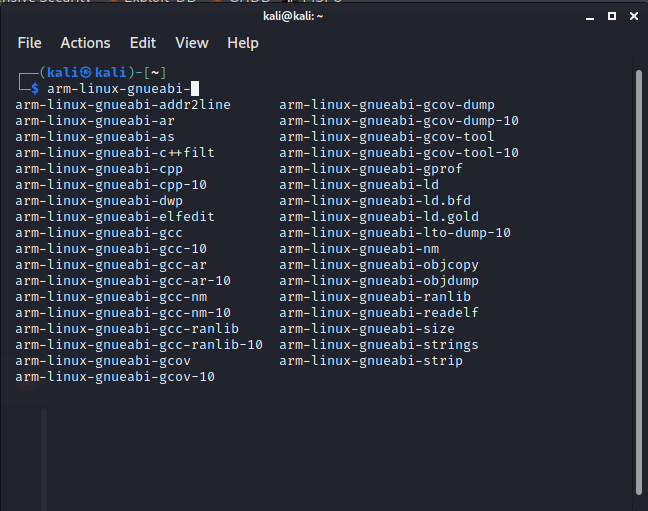 kali@kali: ~
File Actions Edit View Help
(kali㉿kali)-[~]
$ arm-linux-gnueabi-
arm-linux-gnueabi-addr2line arm-linux-gnueabi-gcov-dump
arm-linux-gnueabi-ar arm-linux-gnueabi-gcov-dump-10
arm-linux-gnueabi-as arm-linux-gnueabi-gcov-tool
arm-linux-gnueabi-c++filt arm-linux-gnueabi-gcov-tool-10
arm-linux-gnueabi-cpp arm-linux-gnueabi-gprof
arm-linux-gnueabi-cpp-10 arm-linux-gnueabi-ld
arm-linux-gnueabi-dwp arm-linux-gnueabi-ld.bfd
arm-linux-gnueabi-elfedit arm-linux-gnueabi-ld.gold
arm-linux-gnueabi-gcc arm-linux-gnueabi-lto-dump-10
arm-linux-gnueabi-gcc-10 arm-linux-gnueabi-nm
arm-linux-gnueabi-gcc-ar arm-linux-gnueabi-objcopy
arm-linux-gnueabi-gcc-ar-10 arm-linux-gnueabi-objdump
arm-linux-gnueabi-gcc-nm arm-linux-gnueabi-ranlib
arm-linux-gnueabi-gcc-nm-10 arm-linux-gnueabi-readelf
arm-linux-gnueabi-gcc-ranlib arm-linux-gnueabi-size
arm-linux-gnueabi-gcc-ranlib-10 arm-linux-gnueabi-strings
arm-linux-gnueabi-gcov arm-linux-gnueabi-strip
arm-linux-gnueabi-gcov-10